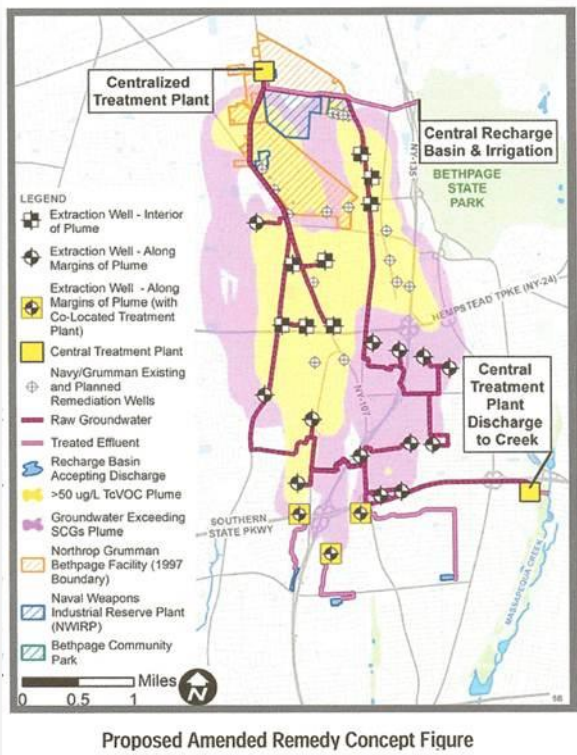 Centralized
Treatment Plant
Central Recharge
Basin & Irrigation
NY-135
BETHPAGE
STATE
PARK
LEGEND
Extraction Well - Interior
of Plume
Extraction Well - Along
Margins of Plume
Extraction Well - Along
Margins of Plume (with
Co-Located Treatment
Plant)
Central Treatment Plant
Navy/Grumman Existing
and Planned
Remediation Wells
Raw Groundwater
Treated Effluent
Recharge Basin
Accepting Discharge
>50 ug/L TcVOC Plume
Groundwater Exceeding
SCGs Plume
Northrop Grumman
Bethpage Facility (1997
Boundary)
Naval Weapons
Industrial Reserve Plant
(NWIRP)
Bethpage Community
Park
HEMPSTEAD TPKE (NY-24)
NY-107
Central
Treatment
Plant
Discharge
to Creek
SOUTHERN
STATE PKWY
MASSAPEQUA CREEK
0 0.5 1 Miles
N
Proposed Amended Remedy Concept Figure